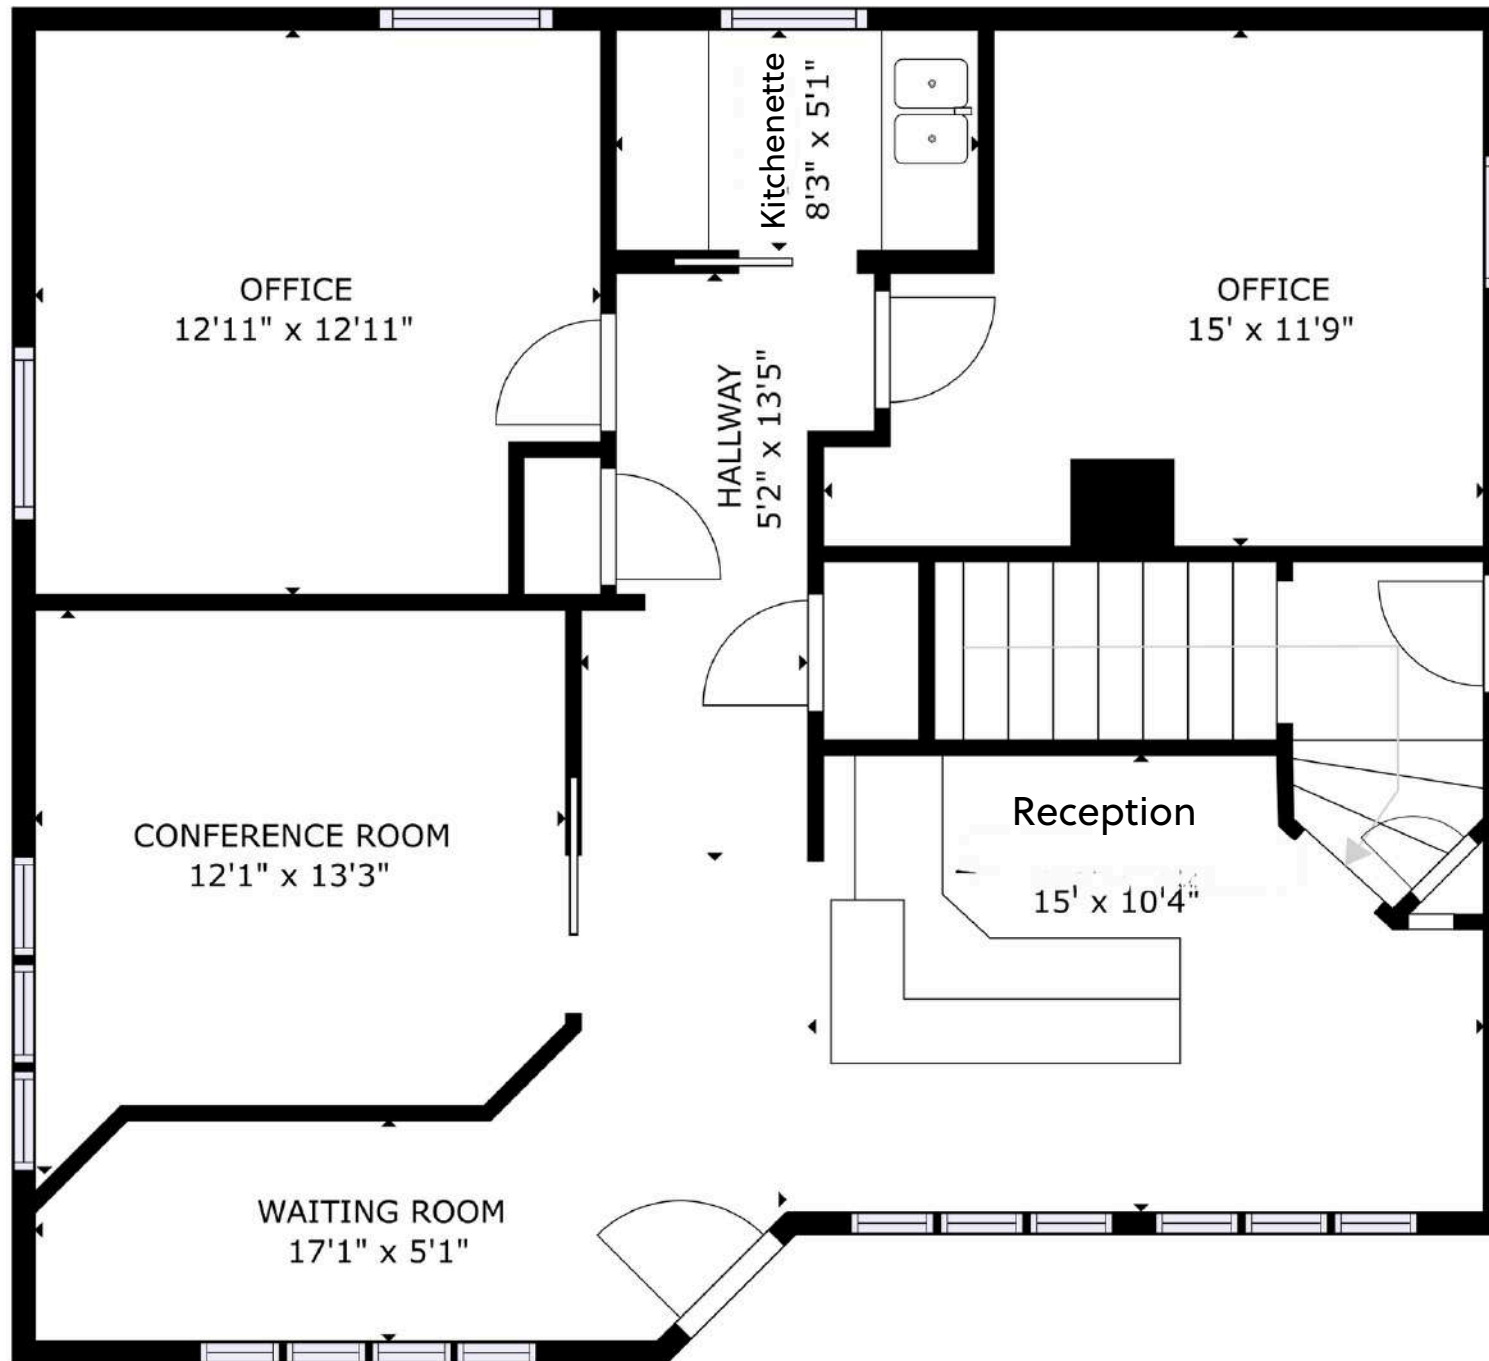 Kitchenette
8'3" x 5'1"
OFFICE
12'11" x 12'11"
OFFICE
15' x 11'9"
HALLWAY
5'2" x 13'5"
Reception
15' x 10'4"
CONFERENCE ROOM
12'1" x 13'3"
WAITING ROOM
17'1" x 5'1"